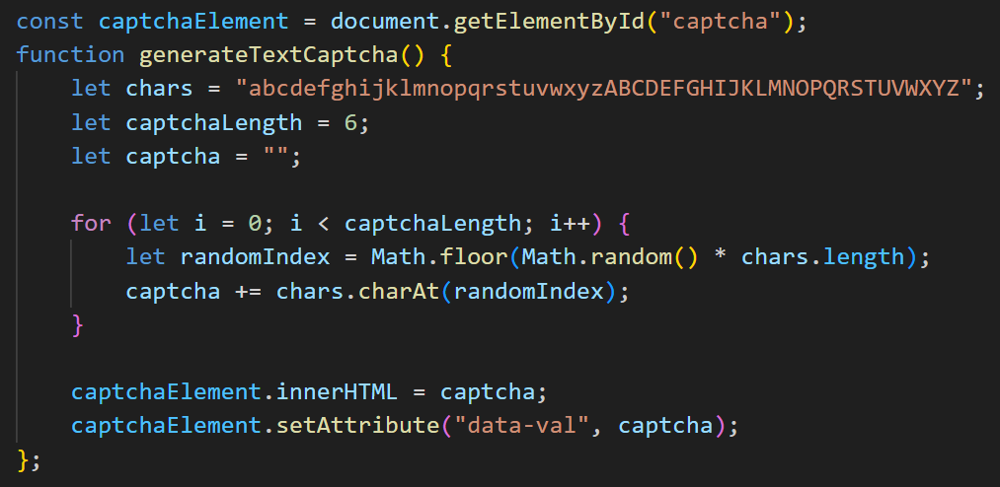 const captchaElement = document.getElementById("captcha");
function generateTextCaptcha() {
    let chars = "abcdefghijklmnopqrstuvwxyzABCDEFGHIJKLMNOPQRSTUVWXYZ";
    let captchaLength = 6;
    let captcha = "";

    for (let i = 0; i < captchaLength; i++) {
        let randomIndex = Math.floor(Math.random() * chars.length);
        captcha += chars.charAt(randomIndex);
    }

    captchaElement.innerHTML = captcha;
    captchaElement.setAttribute("data-val", captcha);
};